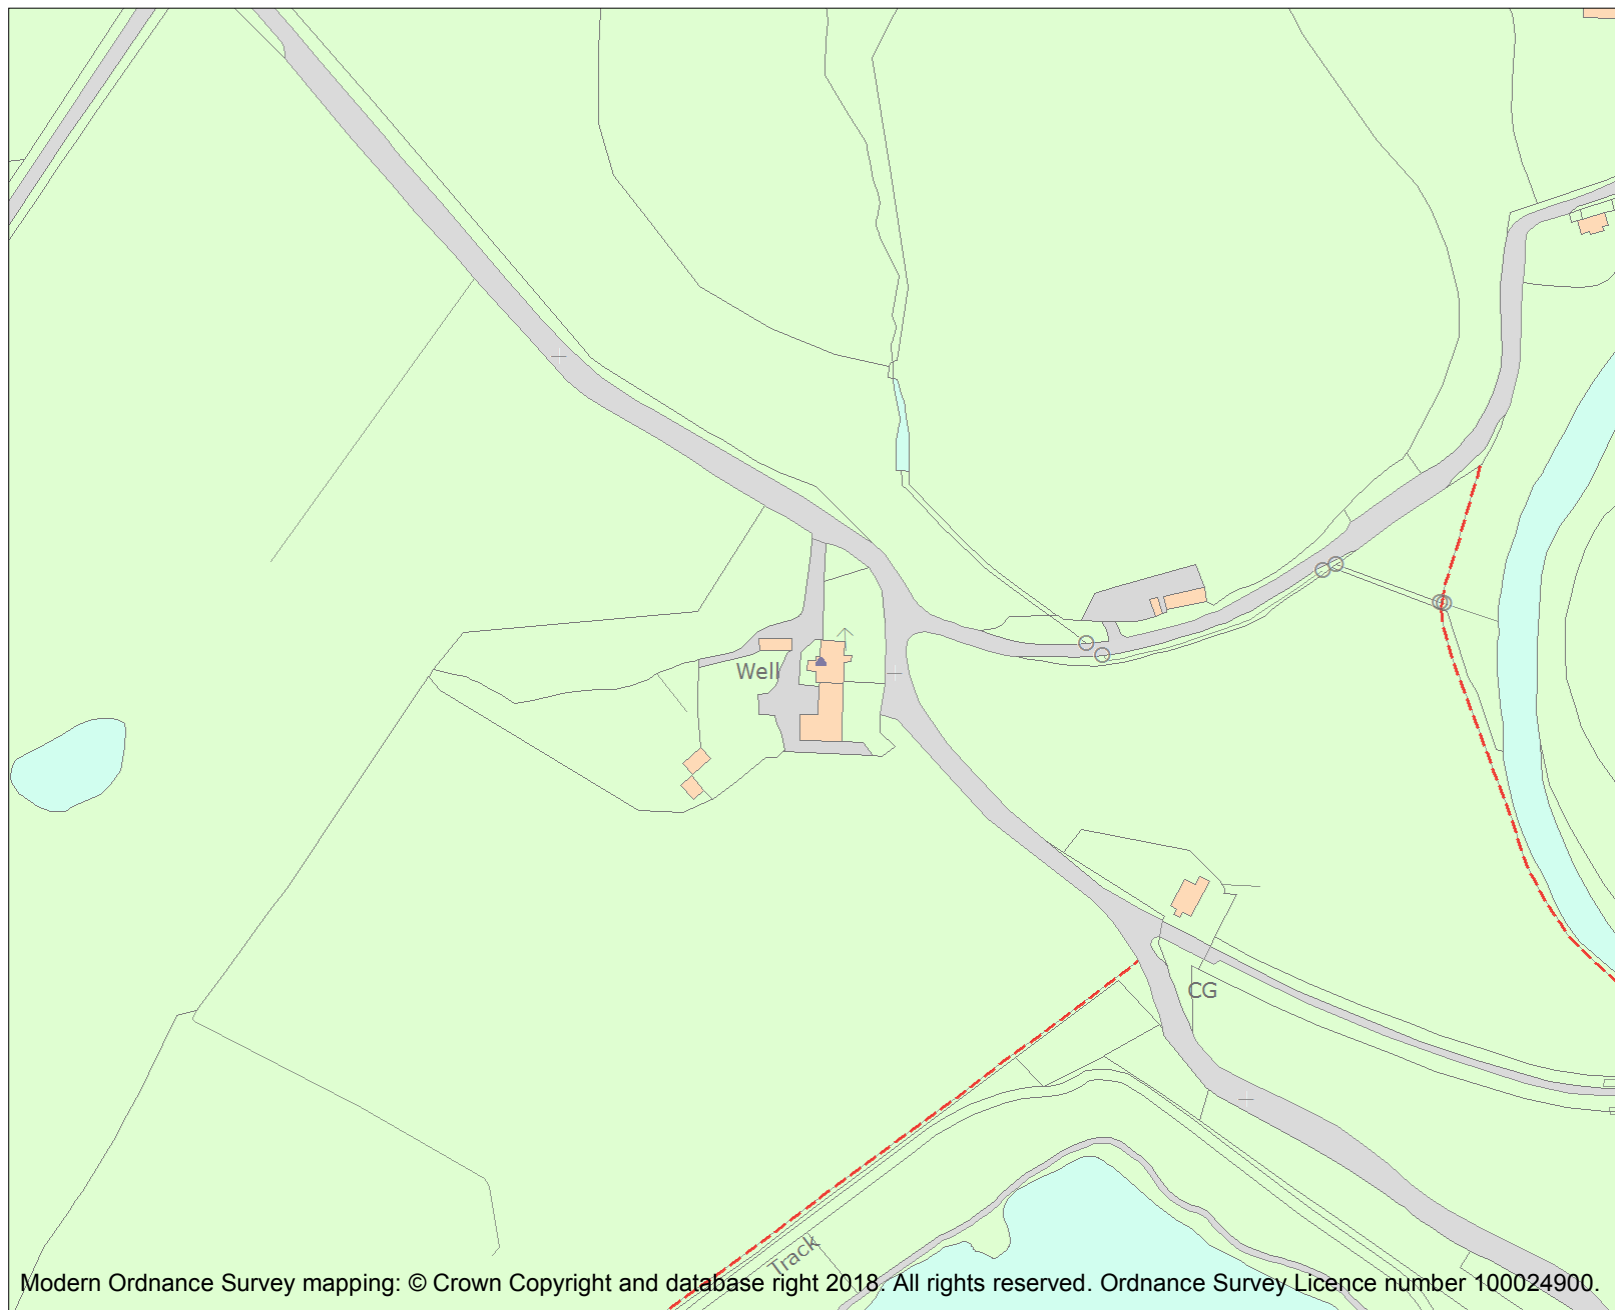 Well
CG
Track
Modern Ordnance Survey mapping: © Crown Copyright and database right 2018. All rights reserved. Ordnance Survey Licence number 100024900.